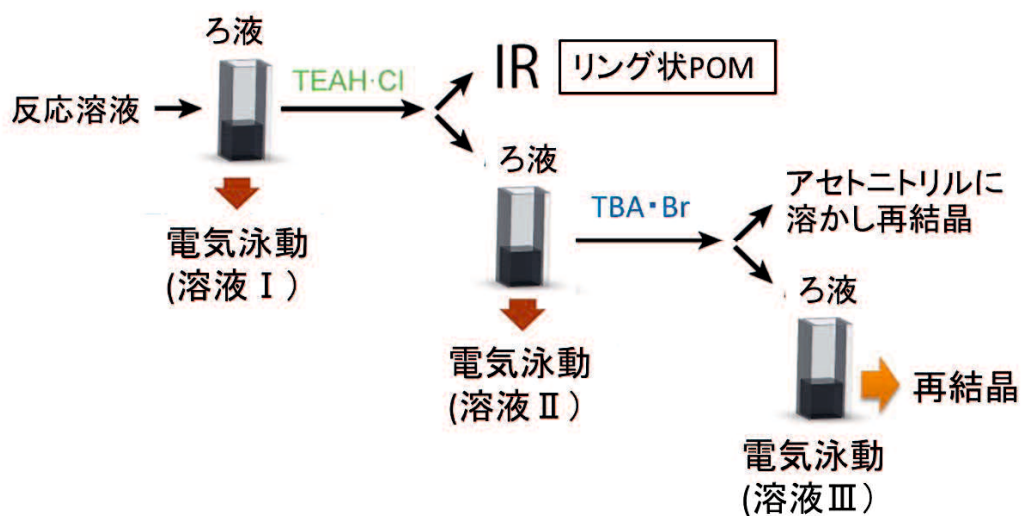 ろ液
反応溶液
TEAH·Cl
IR
リング状POM
電気泳動
(溶液Ⅰ)
ろ液
TBA・Br
アセトニトリルに
溶かし再結晶
電気泳動
(溶液Ⅱ)
ろ液
再結晶
電気泳動
(溶液Ⅲ)